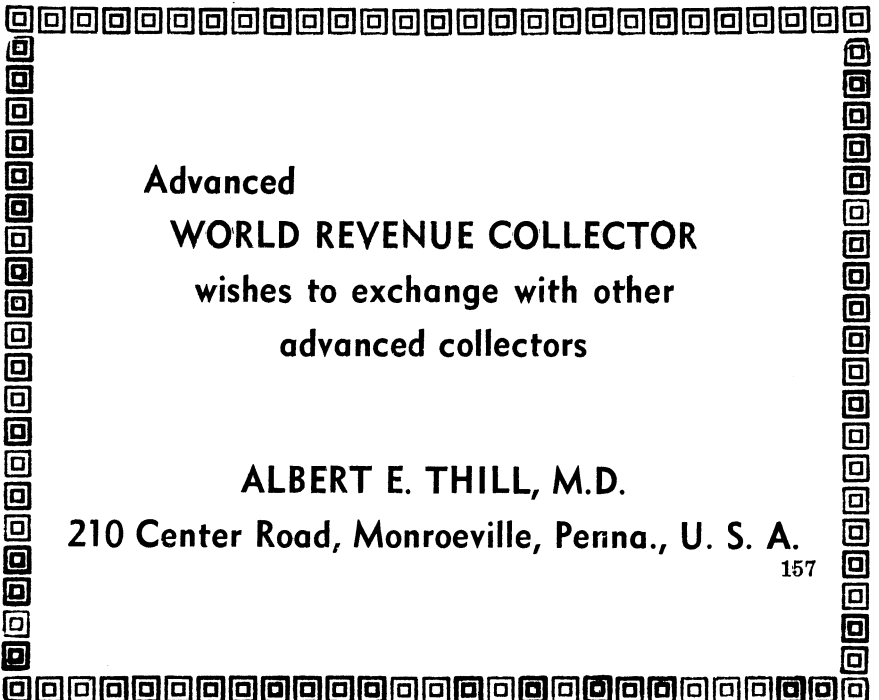 Advanced
WORLD REVENUE COLLECTOR
wishes to exchange with other
advanced collectors
ALBERT E. THILL, M.D.
210 Center Road, Monroeville, Penna., U. S. A.
157